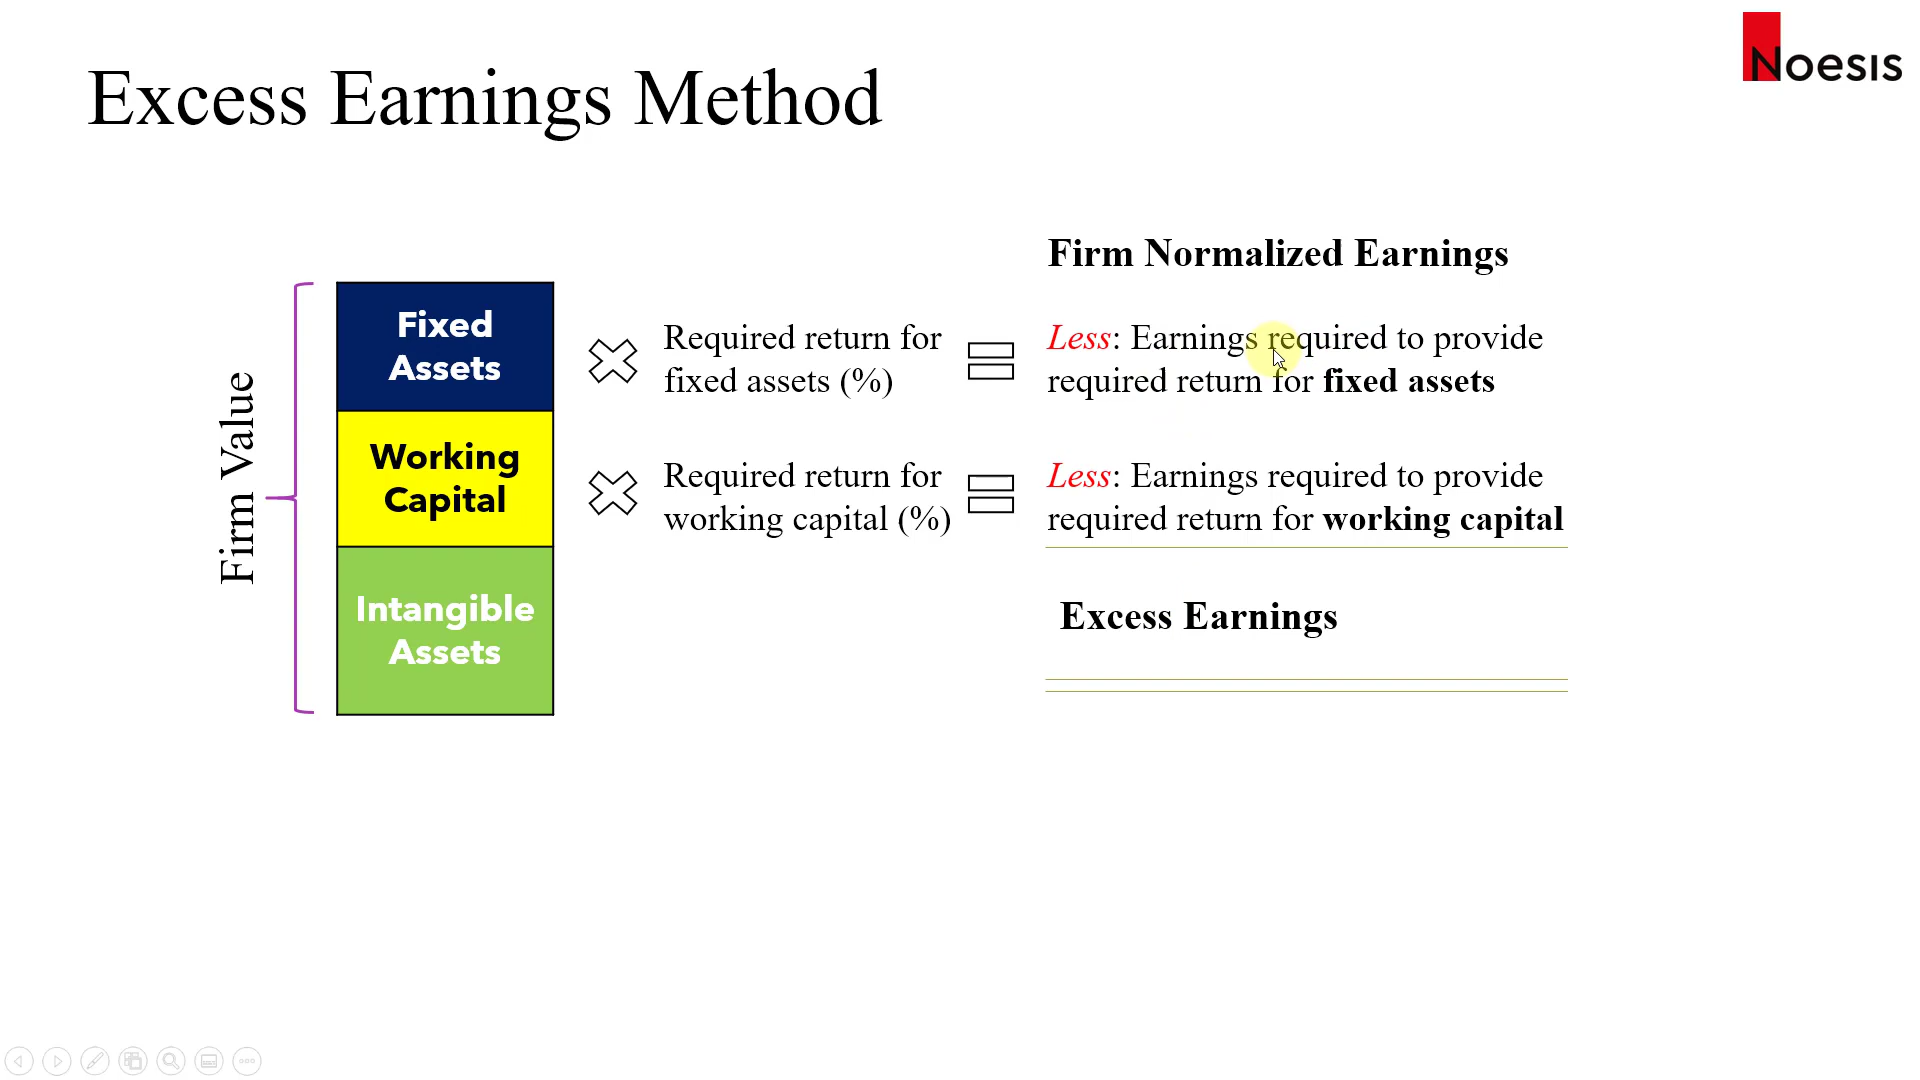 Noesis
Excess Earnings Method
Firm Value
Fixed
Assets
Working
Capital
Intangible
Assets
Required return for
fixed assets (%)
Required return for
working capital (%)
Firm Normalized Earnings
Less: Earnings required to provide
required return for fixed assets
Less: Earnings required to provide
required return for working capital
Excess Earnings